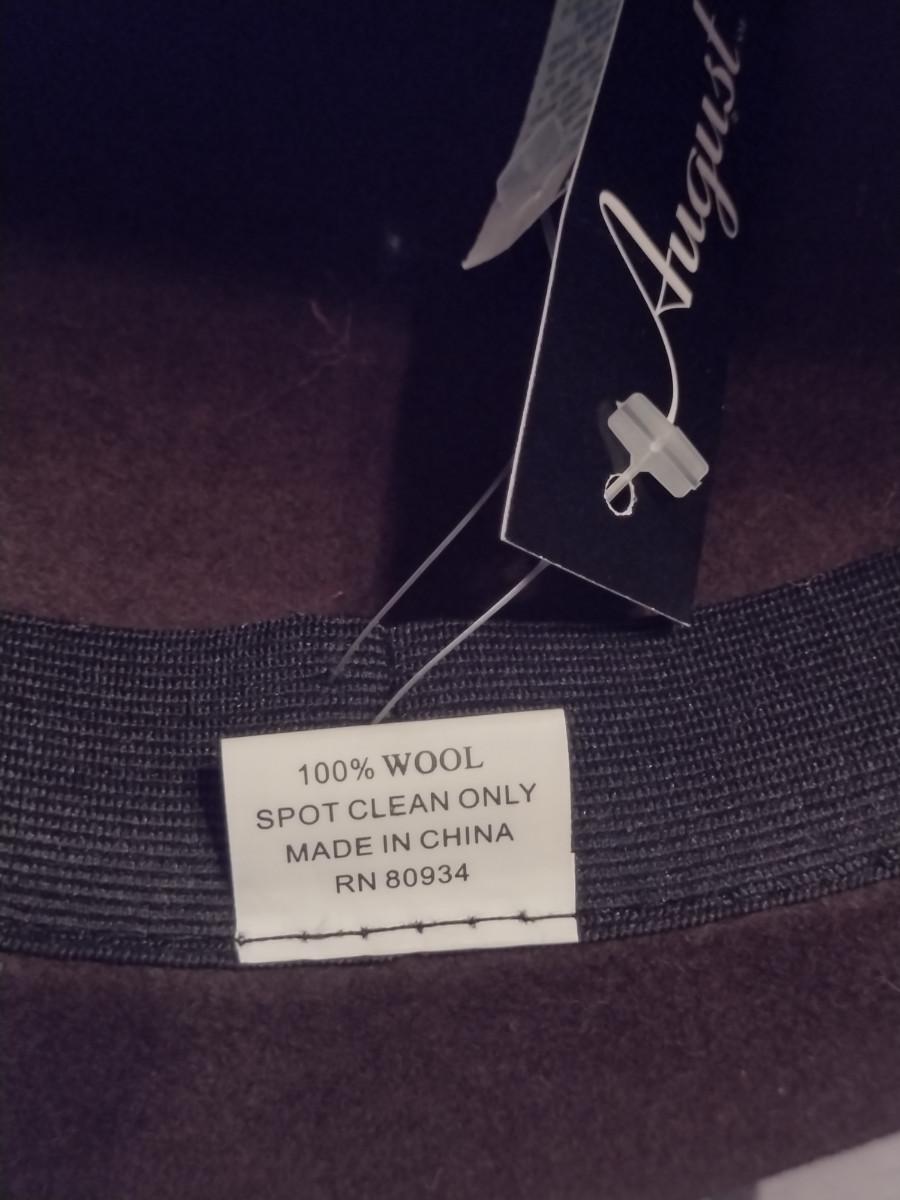 August
100% WOOL
SPOT CLEAN ONLY
MADE IN CHINA
RN 80934